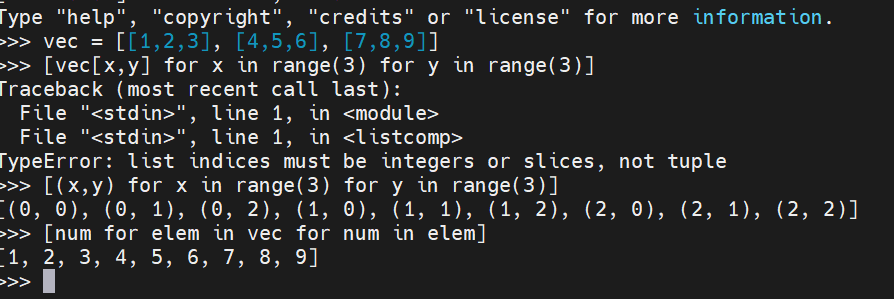 Type "help", "copyright", "credits" or "license" for more information.
>>> vec = [[1,2,3], [4,5,6], [7,8,9]]
>>> [vec[x,y] for x in range(3) for y in range(3)]
Traceback (most recent call last):
  File "<stdin>", line 1, in <module>
  File "<stdin>", line 1, in <listcomp>
TypeError: list indices must be integers or slices, not tuple
>>> [(x,y) for x in range(3) for y in range(3)]
[(0, 0), (0, 1), (0, 2), (1, 0), (1, 1), (1, 2), (2, 0), (2, 1), (2, 2)]
>>> [num for elem in vec for num in elem]
[1, 2, 3, 4, 5, 6, 7, 8, 9]
>>>